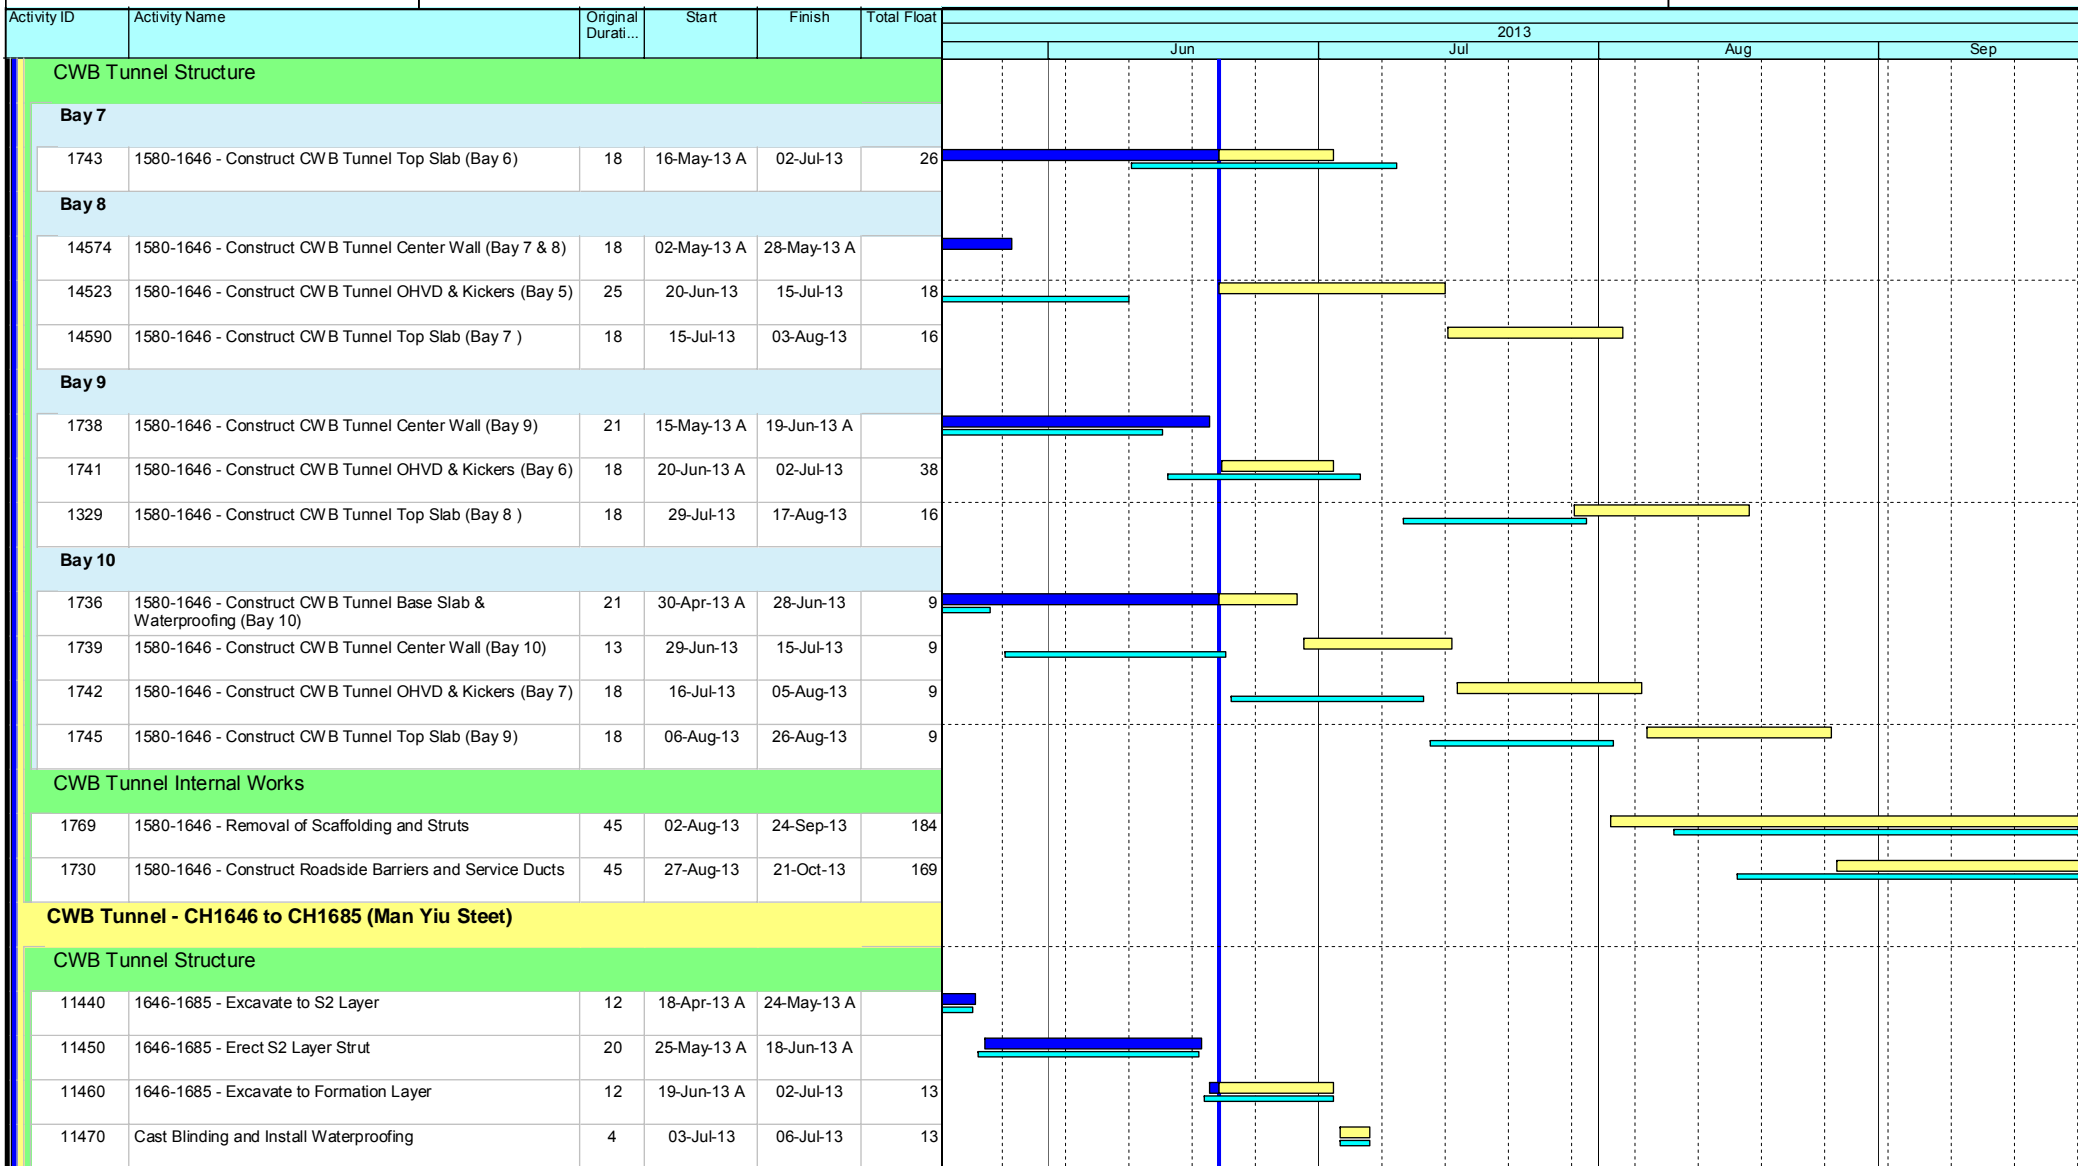 Activity ID Activity Name Original Start Finish Total Float
Durati...
2013
Jun Jul Aug Sep
CWB Tunnel Structure
Bay 7
1743 1580-1646 - Construct CWB Tunnel Top Slab (Bay 6) 18 16-May-13 A 02-Jul-13 26
Bay 8
14574 1580-1646 - Construct CWB Tunnel Center Wall (Bay 7 & 8) 18 02-May-13 A 28-May-13 A
14523 1580-1646 - Construct CWB Tunnel OHVD & Kickers (Bay 5) 25 20-Jun-13 15-Jul-13 18
14590 1580-1646 - Construct CWB Tunnel Top Slab (Bay 7 ) 18 15-Jul-13 03-Aug-13 16
Bay 9
1738 1580-1646 - Construct CWB Tunnel Center Wall (Bay 9) 21 15-May-13 A 19-Jun-13 A
1741 1580-1646 - Construct CWB Tunnel OHVD & Kickers (Bay 6) 18 20-Jun-13 A 02-Jul-13 38
1329 1580-1646 - Construct CWB Tunnel Top Slab (Bay 8 ) 18 29-Jul-13 17-Aug-13 16
Bay 10
1736 1580-1646 - Construct CWB Tunnel Base Slab & 21 30-Apr-13 A 28-Jun-13 9
Waterproofing (Bay 10)
1739 1580-1646 - Construct CWB Tunnel Center Wall (Bay 10) 13 29-Jun-13 15-Jul-13 9
1742 1580-1646 - Construct CWB Tunnel OHVD & Kickers (Bay 7) 18 16-Jul-13 05-Aug-13 9
1745 1580-1646 - Construct CWB Tunnel Top Slab (Bay 9) 18 06-Aug-13 26-Aug-13 9
CWB Tunnel Internal Works
1769 1580-1646 - Removal of Scaffolding and Struts 45 02-Aug-13 24-Sep-13 184
1730 1580-1646 - Construct Roadside Barriers and Service Ducts 45 27-Aug-13 21-Oct-13 169
CWB Tunnel - CH1646 to CH1685 (Man Yiu Steet)
CWB Tunnel Structure
11440 1646-1685 - Excavate to S2 Layer 12 18-Apr-13 A 24-May-13 A
11450 1646-1685 - Erect S2 Layer Strut 20 25-May-13 A 18-Jun-13 A
11460 1646-1685 - Excavate to Formation Layer 12 19-Jun-13 A 02-Jul-13 13
11470 Cast Blinding and Install Waterproofing 4 03-Jul-13 06-Jul-13 13